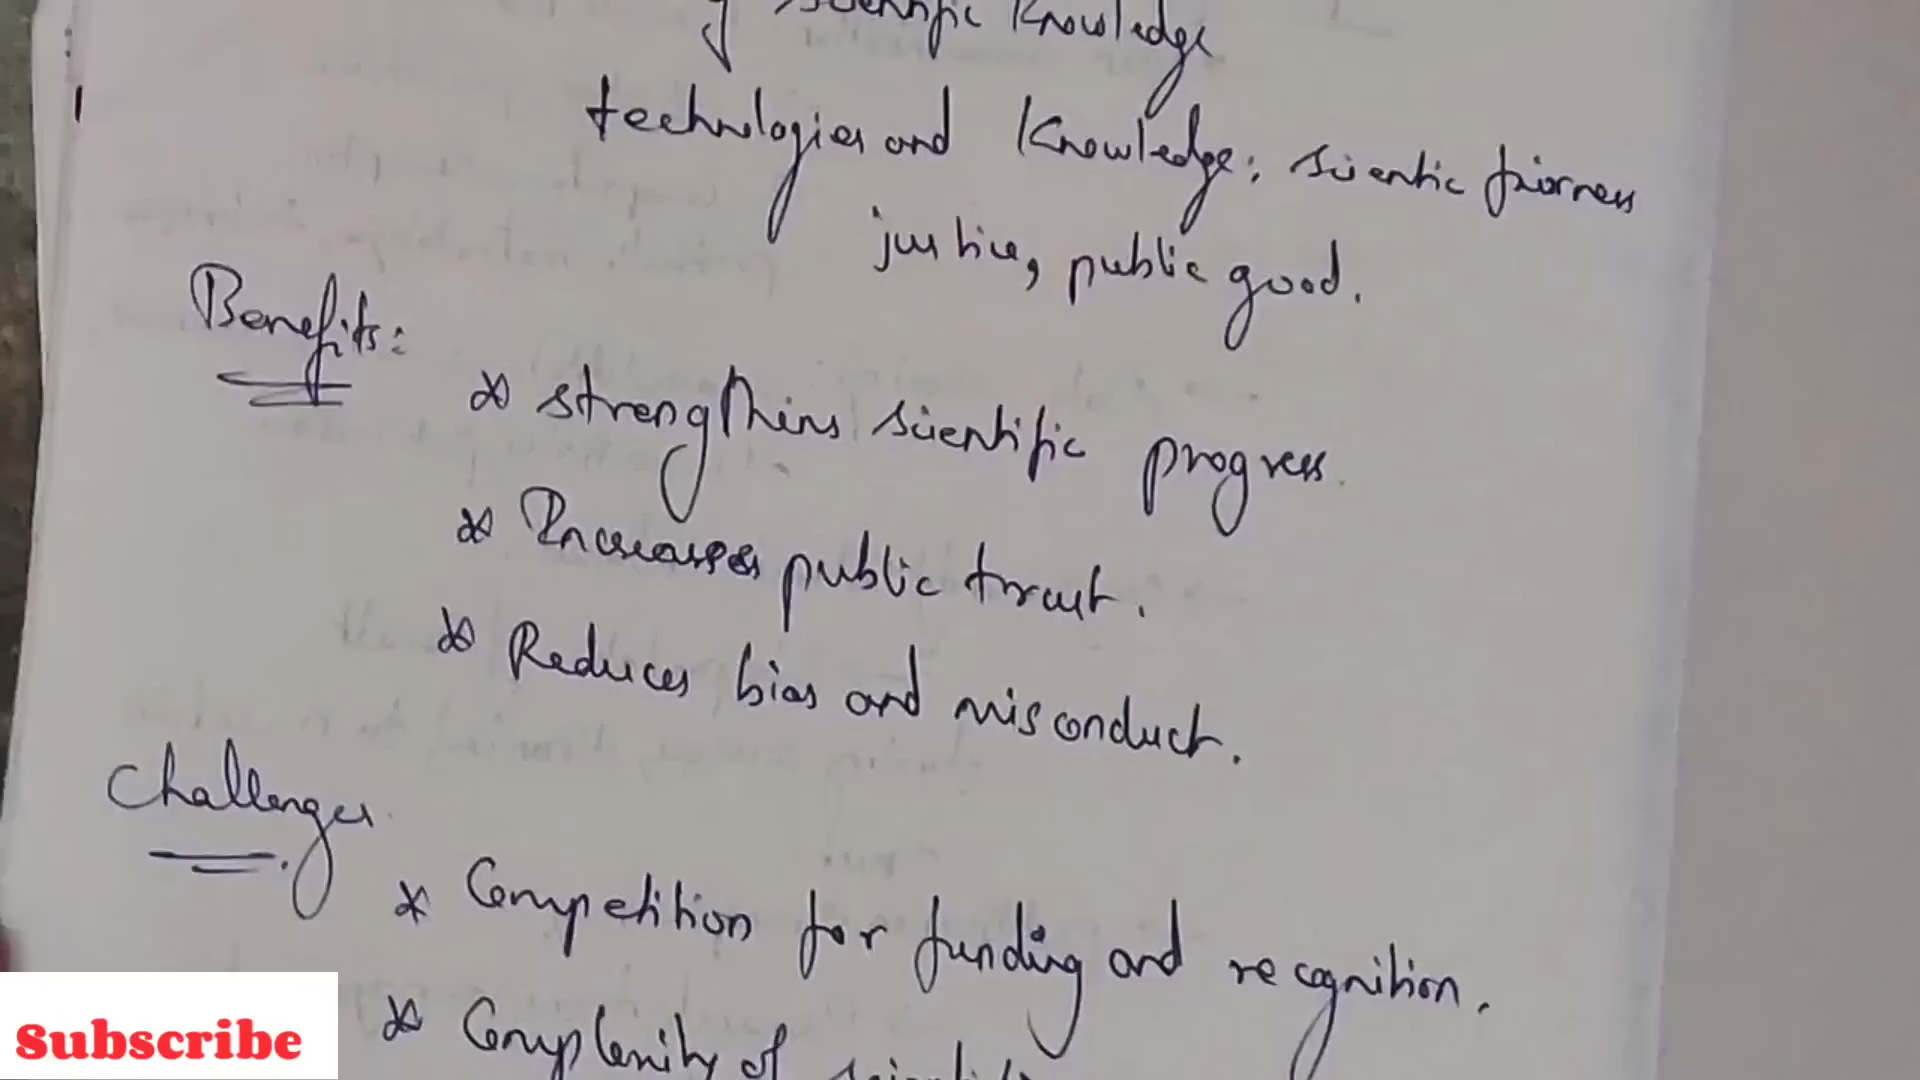 scientific Knowledge
technologies and Knowledge; scientic fairness
justice, public good.
Benefits:
* strengthens scientific progress.
* Increases public trust.
* Reduces bias and misconduct.
Challenges
* Competition for funding and recognition.
* Complexity of
Subscribe